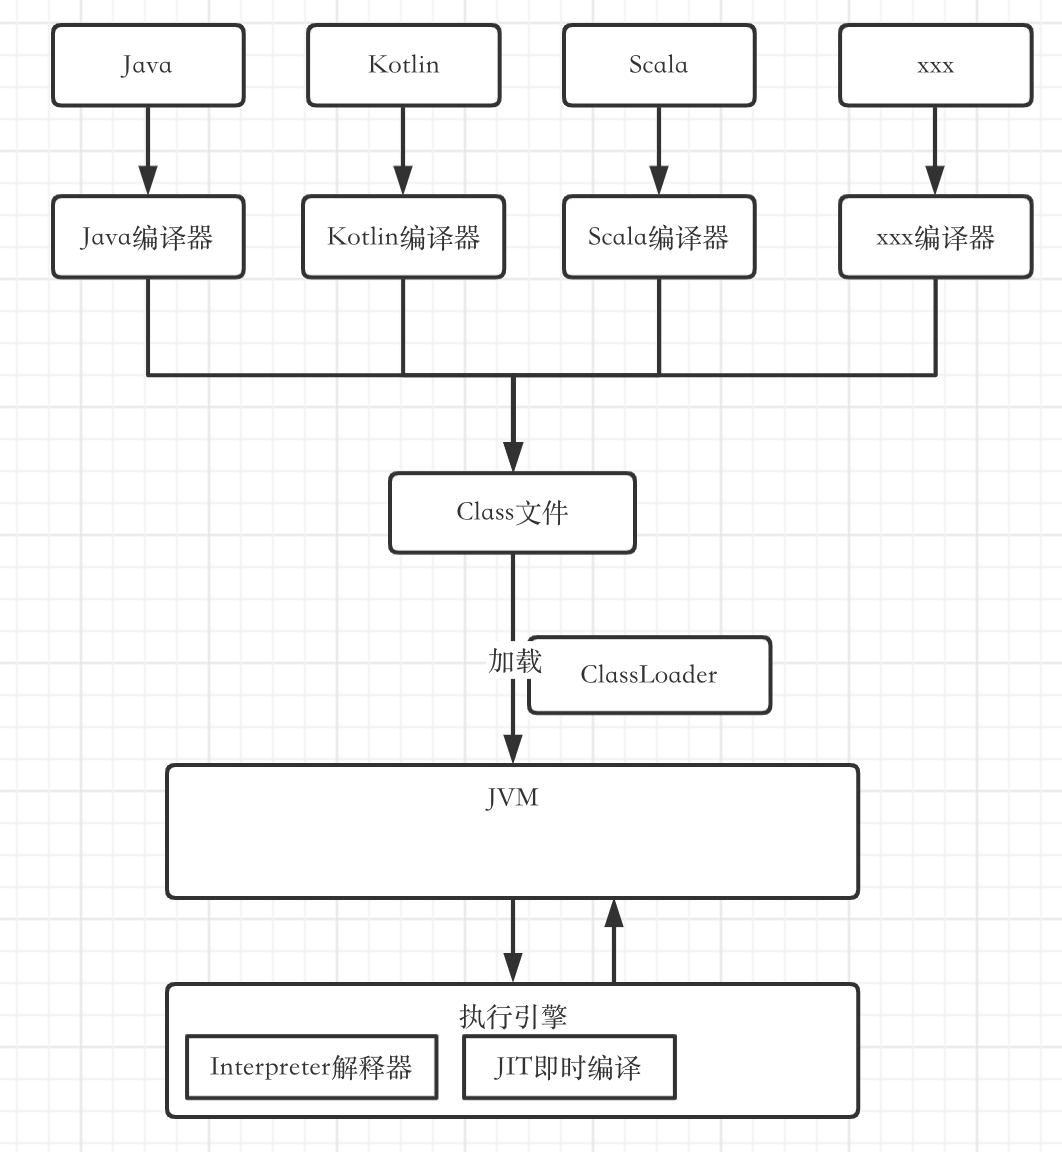 Java
Kotlin
Scala
xxx
Java编译器
Kotlin编译器
Scala编译器
xxx编译器
Class文件
加载
ClassLoader
JVM
执行引擎
Interpreter解释器
JIT即时编译